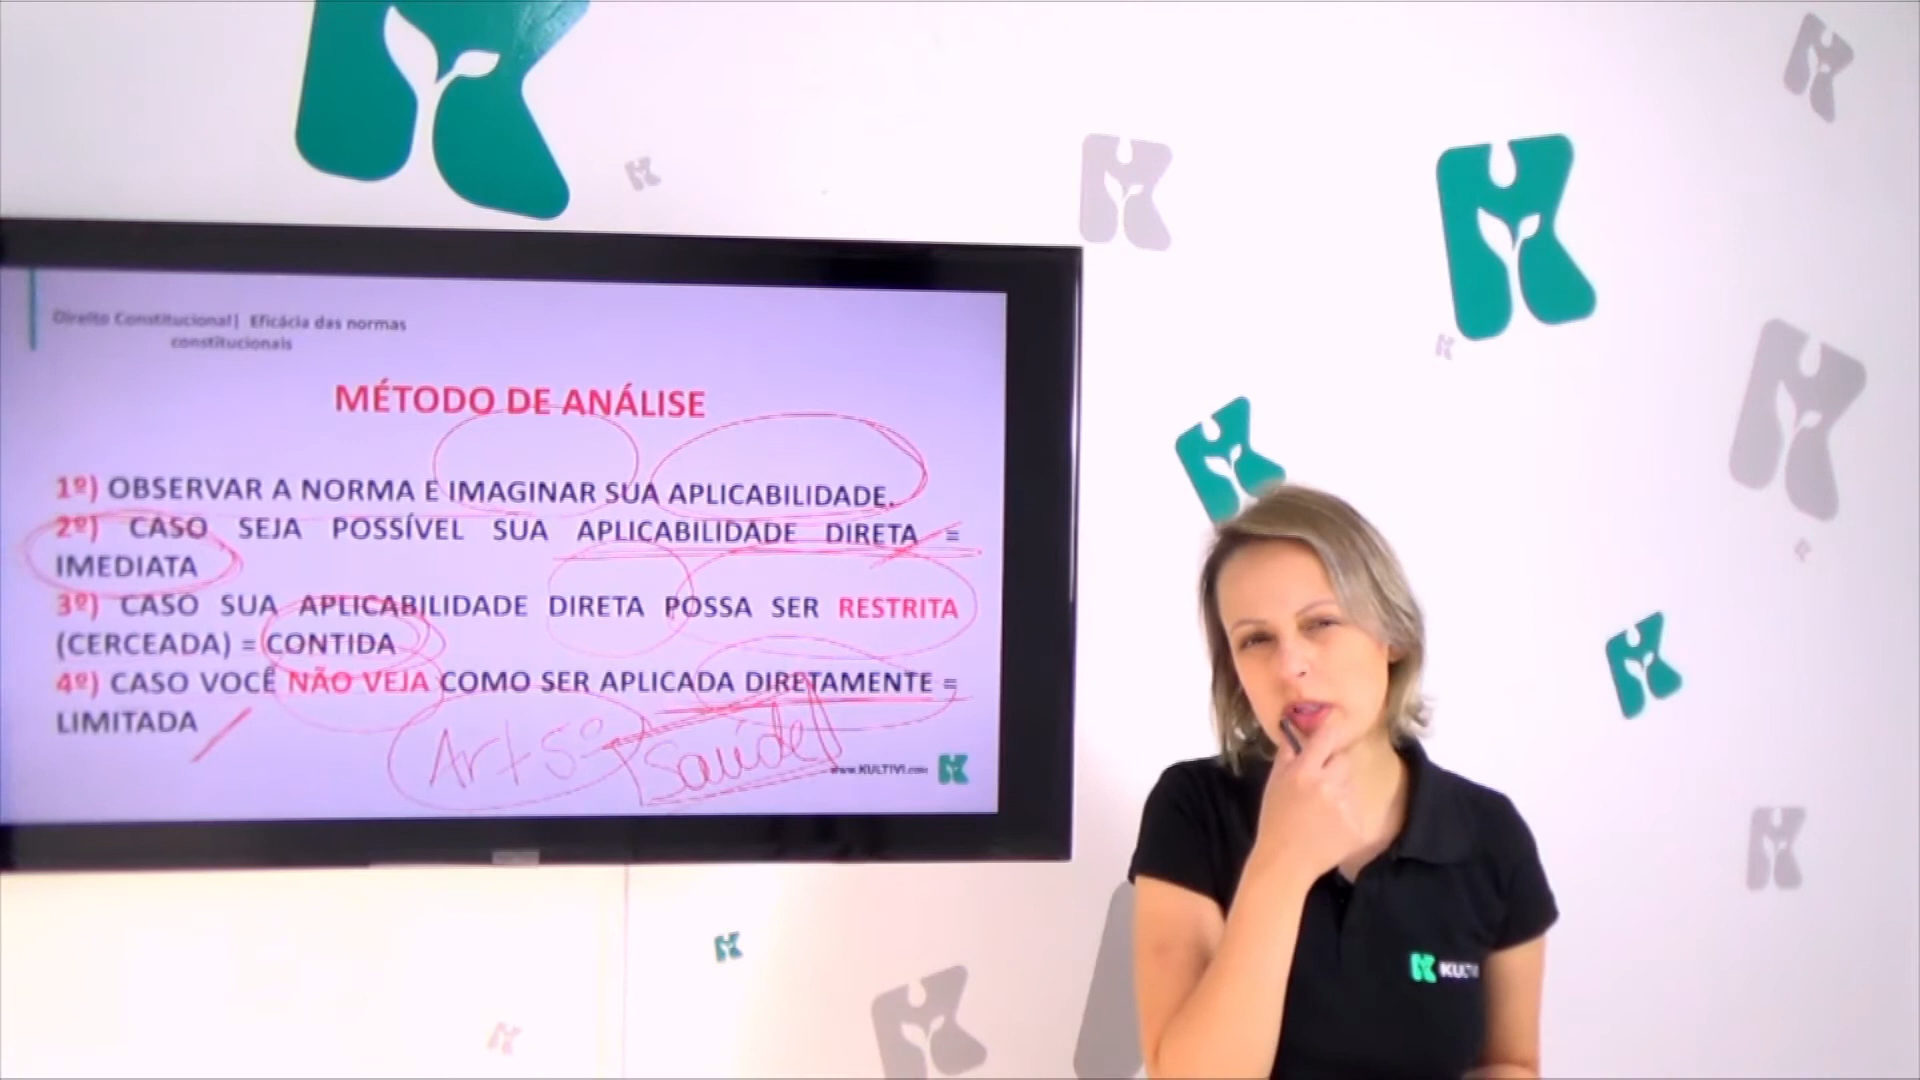 Direito Constitucional| Eficácia das normas
constitucionais
MÉTODO DE ANÁLISE
1º) OBSERVAR A NORMA E IMAGINAR SUA APLICABILIDADE.
2º) CASO SEJA POSSÍVEL SUA APLICABILIDADE DIRETA =
IMEDIATA
3º) CASO SUA APLICABILIDADE DIRETA POSSA SER RESTRITA
(CERCEADA) = CONTIDA
4º) CASO VOCÊ NÃO VEJA COMO SER APLICADA DIRETAMENTE =
LIMITADA
Art 5º Saúde
www.KULTIVI.com
KULTIVI